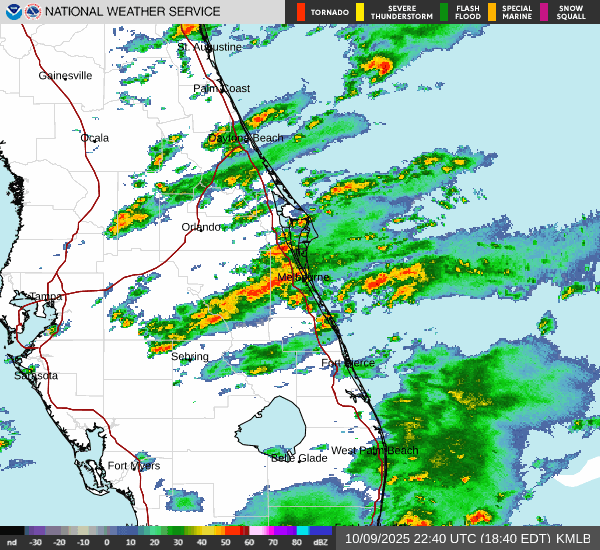 NATIONAL WEATHER SERVICE
TORNADO
SEVERE THUNDERSTORM
FLASH FLOOD
SPECIAL MARINE
SNOW SQUALL
St. Augustine
Gainesville
Palm Coast
Ocala
Daytona Beach
Orlando
Melbourne
Tampa
Sebring
Fort Pierce
Sarasota
West Palm Beach
Belle Glade
Fort Myers
nd -30 -20 -10 0 10 20 30 40 50 60 70 80 dBZ
10/09/2025 22:40 UTC (18:40 EDT) KMLB